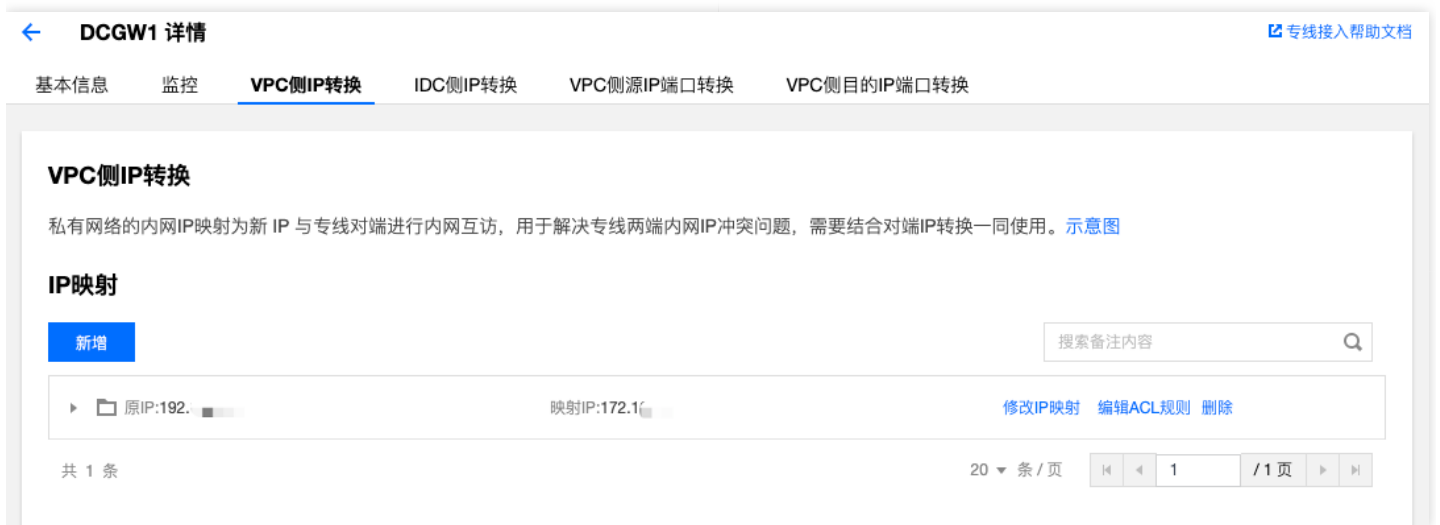 DCGW1 详情
专线接入帮助文档
基本信息 监控 VPC侧IP转换 IDC侧IP转换 VPC侧源IP端口转换 VPC侧目的IP端口转换
VPC侧IP转换
私有网络的内网IP映射为新 IP 与专线对端进行内网互访，用于解决专线两端内网IP冲突问题，需要结合对端IP转换一同使用。示意图
IP映射
新增 搜索备注内容
原IP:192. 映射IP:172.1 修改IP映射 编辑ACL规则 删除
共 1 条 20 条 / 页 1 / 1 页